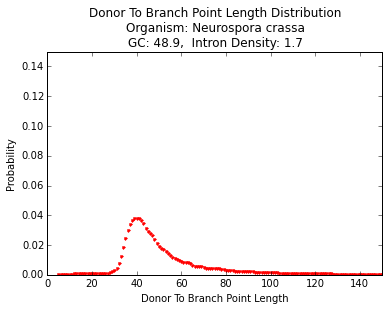 Donor To Branch Point Length Distribution
Organism: Neurospora crassa
GC: 48.9,  Intron Density: 1.7
0.14
0.12
0.10
0.08
0.06
0.04
0.02
0.00
Probability
0 20 40 60 80 100 120 140
Donor To Branch Point Length